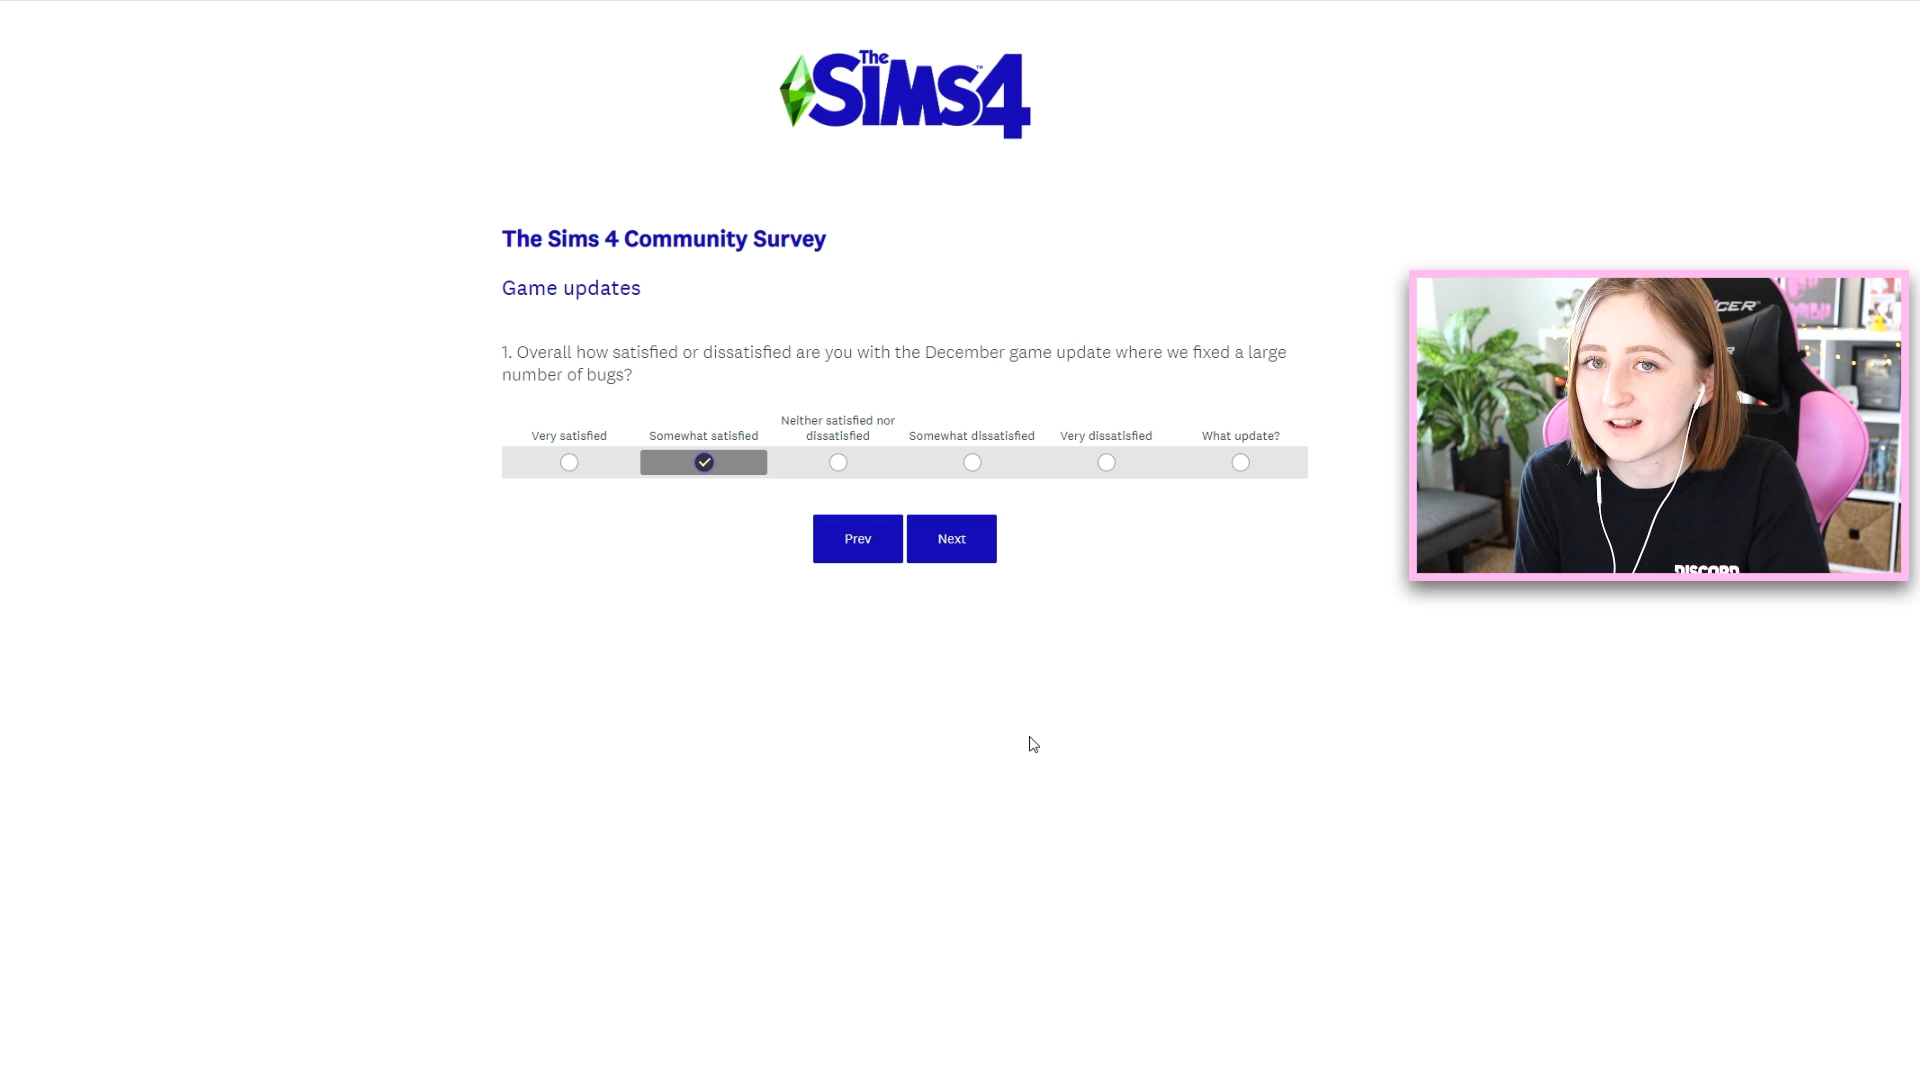 The
SiMS4
The Sims 4 Community Survey
Game updates
1. Overall how satisfied or dissatisfied are you with the December game update where we fixed a large
number of bugs?
Very satisfied
Somewhat satisfied
Neither satisfied nor
dissatisfied
Somewhat dissatisfied
Very dissatisfied
What update?
Prev
Next
DISCORD